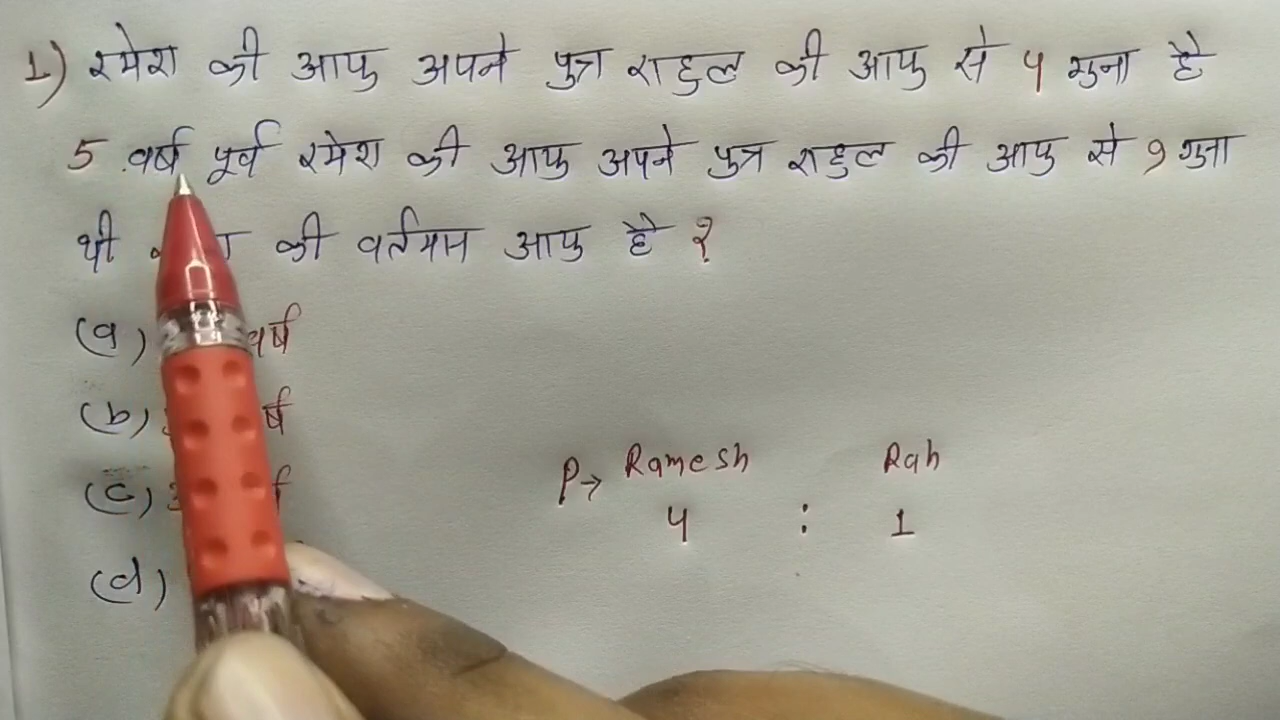 1) रमेश की आयु अपने पुत्र राहुल की आयु से 4 गुना है
5 वर्ष पूर्व रमेश की आयु अपने पुत्र राहुल की आयु से 9 गुना
थी की वर्तमान आयु है ?
(a) वर्ष
(b)
(c)
(d)
P→ Ramesh Rah
4 : 1